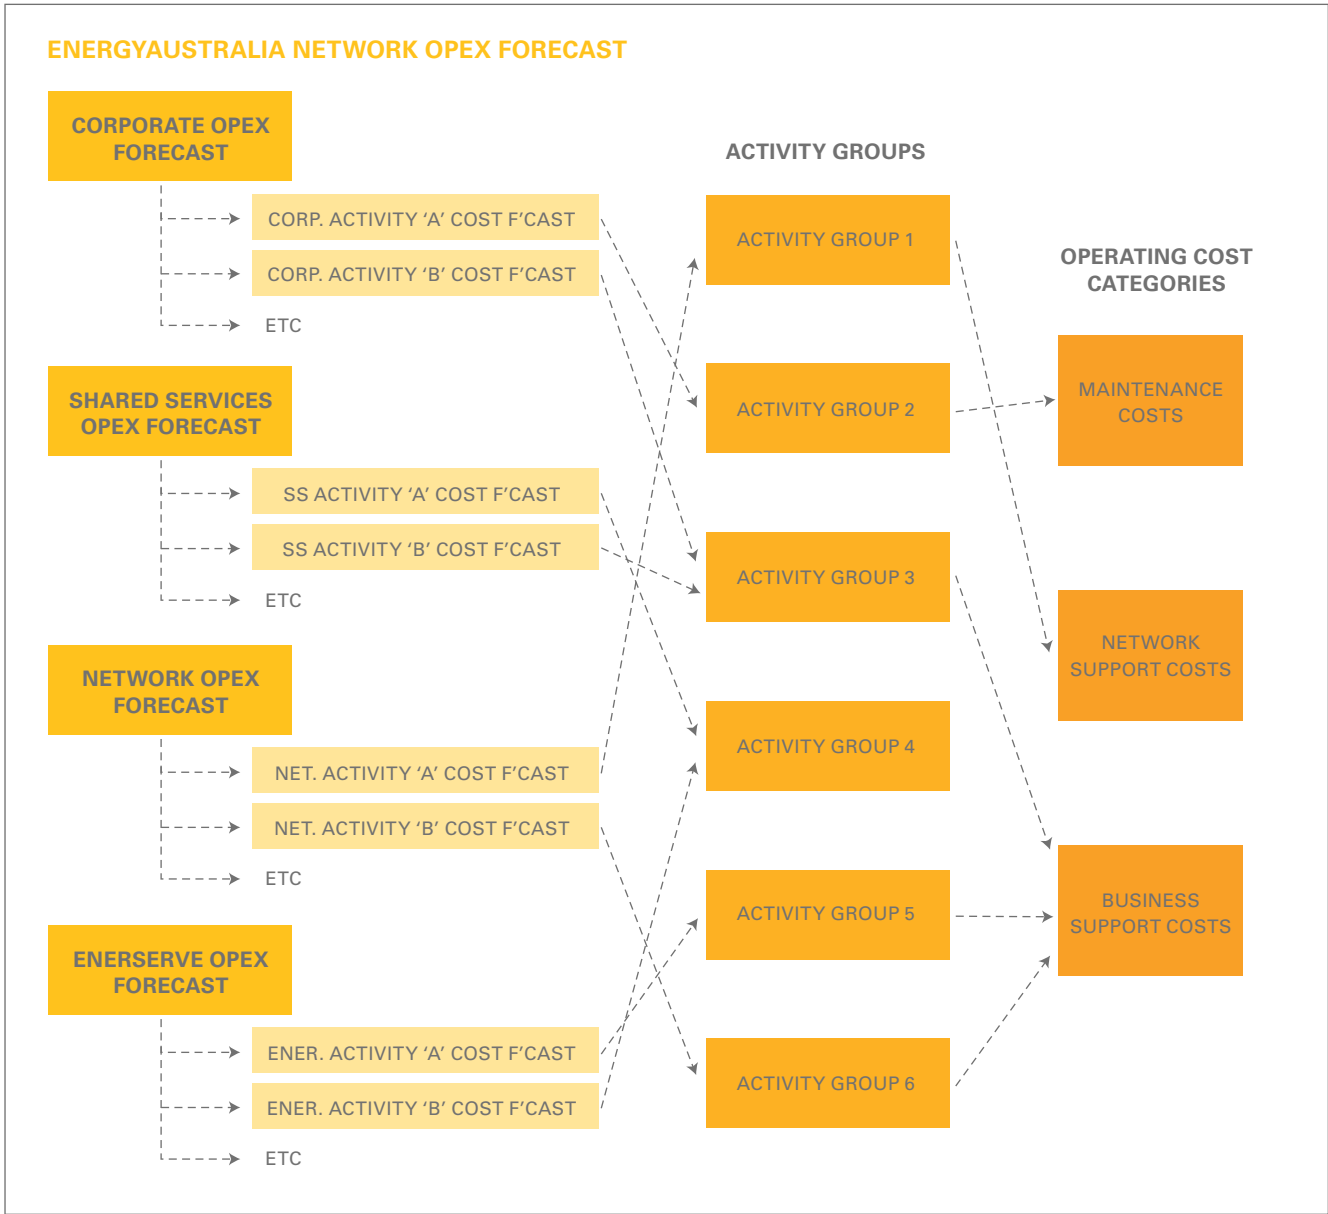 ENERGYAUSTRALIA NETWORK OPEX FORECAST
CORPORATE OPEX
FORECAST
CORP. ACTIVITY ‘A’ COST F’CAST
CORP. ACTIVITY ‘B’ COST F’CAST
ETC
SHARED SERVICES
OPEX FORECAST
SS ACTIVITY ‘A’ COST F’CAST
SS ACTIVITY ‘B’ COST F’CAST
ETC
NETWORK OPEX
FORECAST
NET. ACTIVITY ‘A’ COST F’CAST
NET. ACTIVITY ‘B’ COST F’CAST
ETC
ENERSERVE OPEX
FORECAST
ENER. ACTIVITY ‘A’ COST F’CAST
ENER. ACTIVITY ‘B’ COST F’CAST
ETC
ACTIVITY GROUPS
ACTIVITY GROUP 1
ACTIVITY GROUP 2
ACTIVITY GROUP 3
ACTIVITY GROUP 4
ACTIVITY GROUP 5
ACTIVITY GROUP 6
OPERATING COST
CATEGORIES
MAINTENANCE
COSTS
NETWORK
SUPPORT COSTS
BUSINESS
SUPPORT COSTS